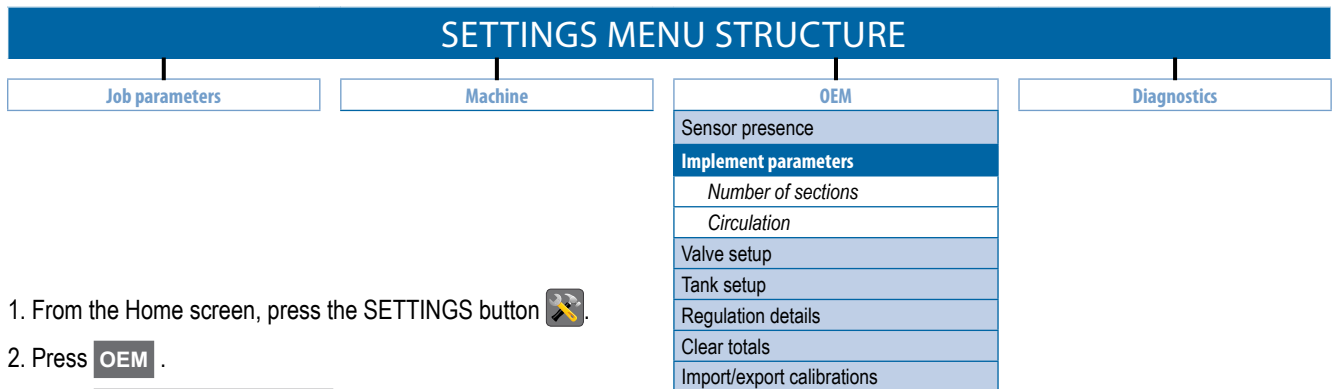 SETTINGS MENU STRUCTURE
Job parameters
Machine
OEM
Diagnostics
Sensor presence
Implement parameters
Number of sections
Circulation
Valve setup
Tank setup
Regulation details
Clear totals
Import/export calibrations
1. From the Home screen, press the SETTINGS button .
2. Press OEM .